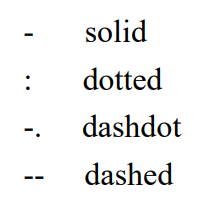 - solid
: dotted
-. dashdot
-- dashed